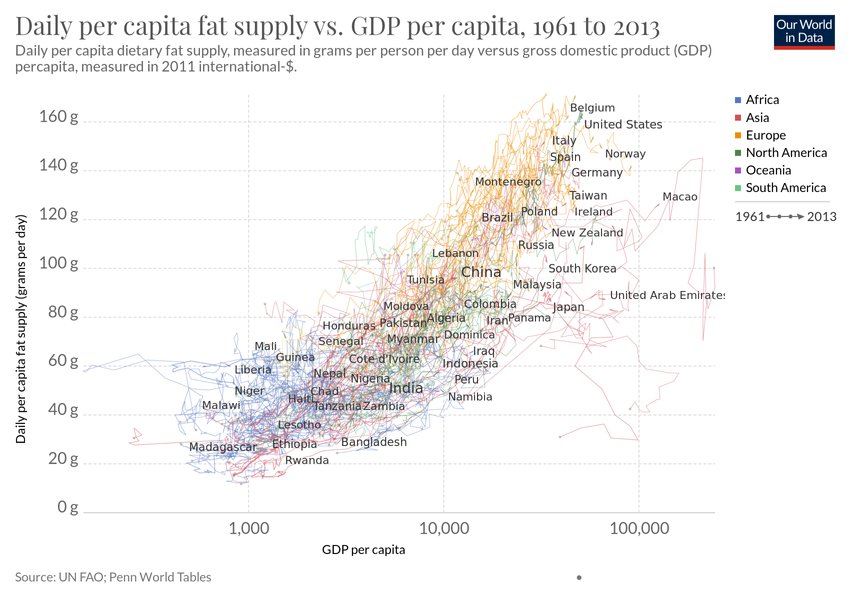 Daily per capita fat supply vs. GDP per capita, 1961 to 2013
Daily per capita dietary fat supply, measured in grams per person per day versus gross domestic product (GDP)
percapita, measured in 2011 international-$.
Our World
in Data
160 g
140 g
120 g
100 g
80 g
60 g
40 g
20 g
0 g
Daily per capita fat supply (grams per day)
Belgium
United States
Italy
Spain
Norway
Germany
Montenegro
Taiwan
Macao
Brazil
Poland
Ireland
New Zealand
Russia
Lebanon
China
South Korea
Tunisia
Malaysia
United Arab Emirates
Moldova
Colombia
Japan
Honduras
Pakistan
Algeria
Iran
Panama
Senegal
Myanmar
Dominica
Mali
Guinea
Cote d'Ivoire
Iraq
Indonesia
Liberia
Nepal
Nigeria
Peru
India
Niger
Chad
Haiti
Namibia
Malawi
Tanzania
Zambia
Lesotho
Madagascar
Ethiopia
Bangladesh
Rwanda
1,000
10,000
100,000
GDP per capita
Africa
Asia
Europe
North America
Oceania
South America
1961
2013
Source: UN FAO; Penn World Tables